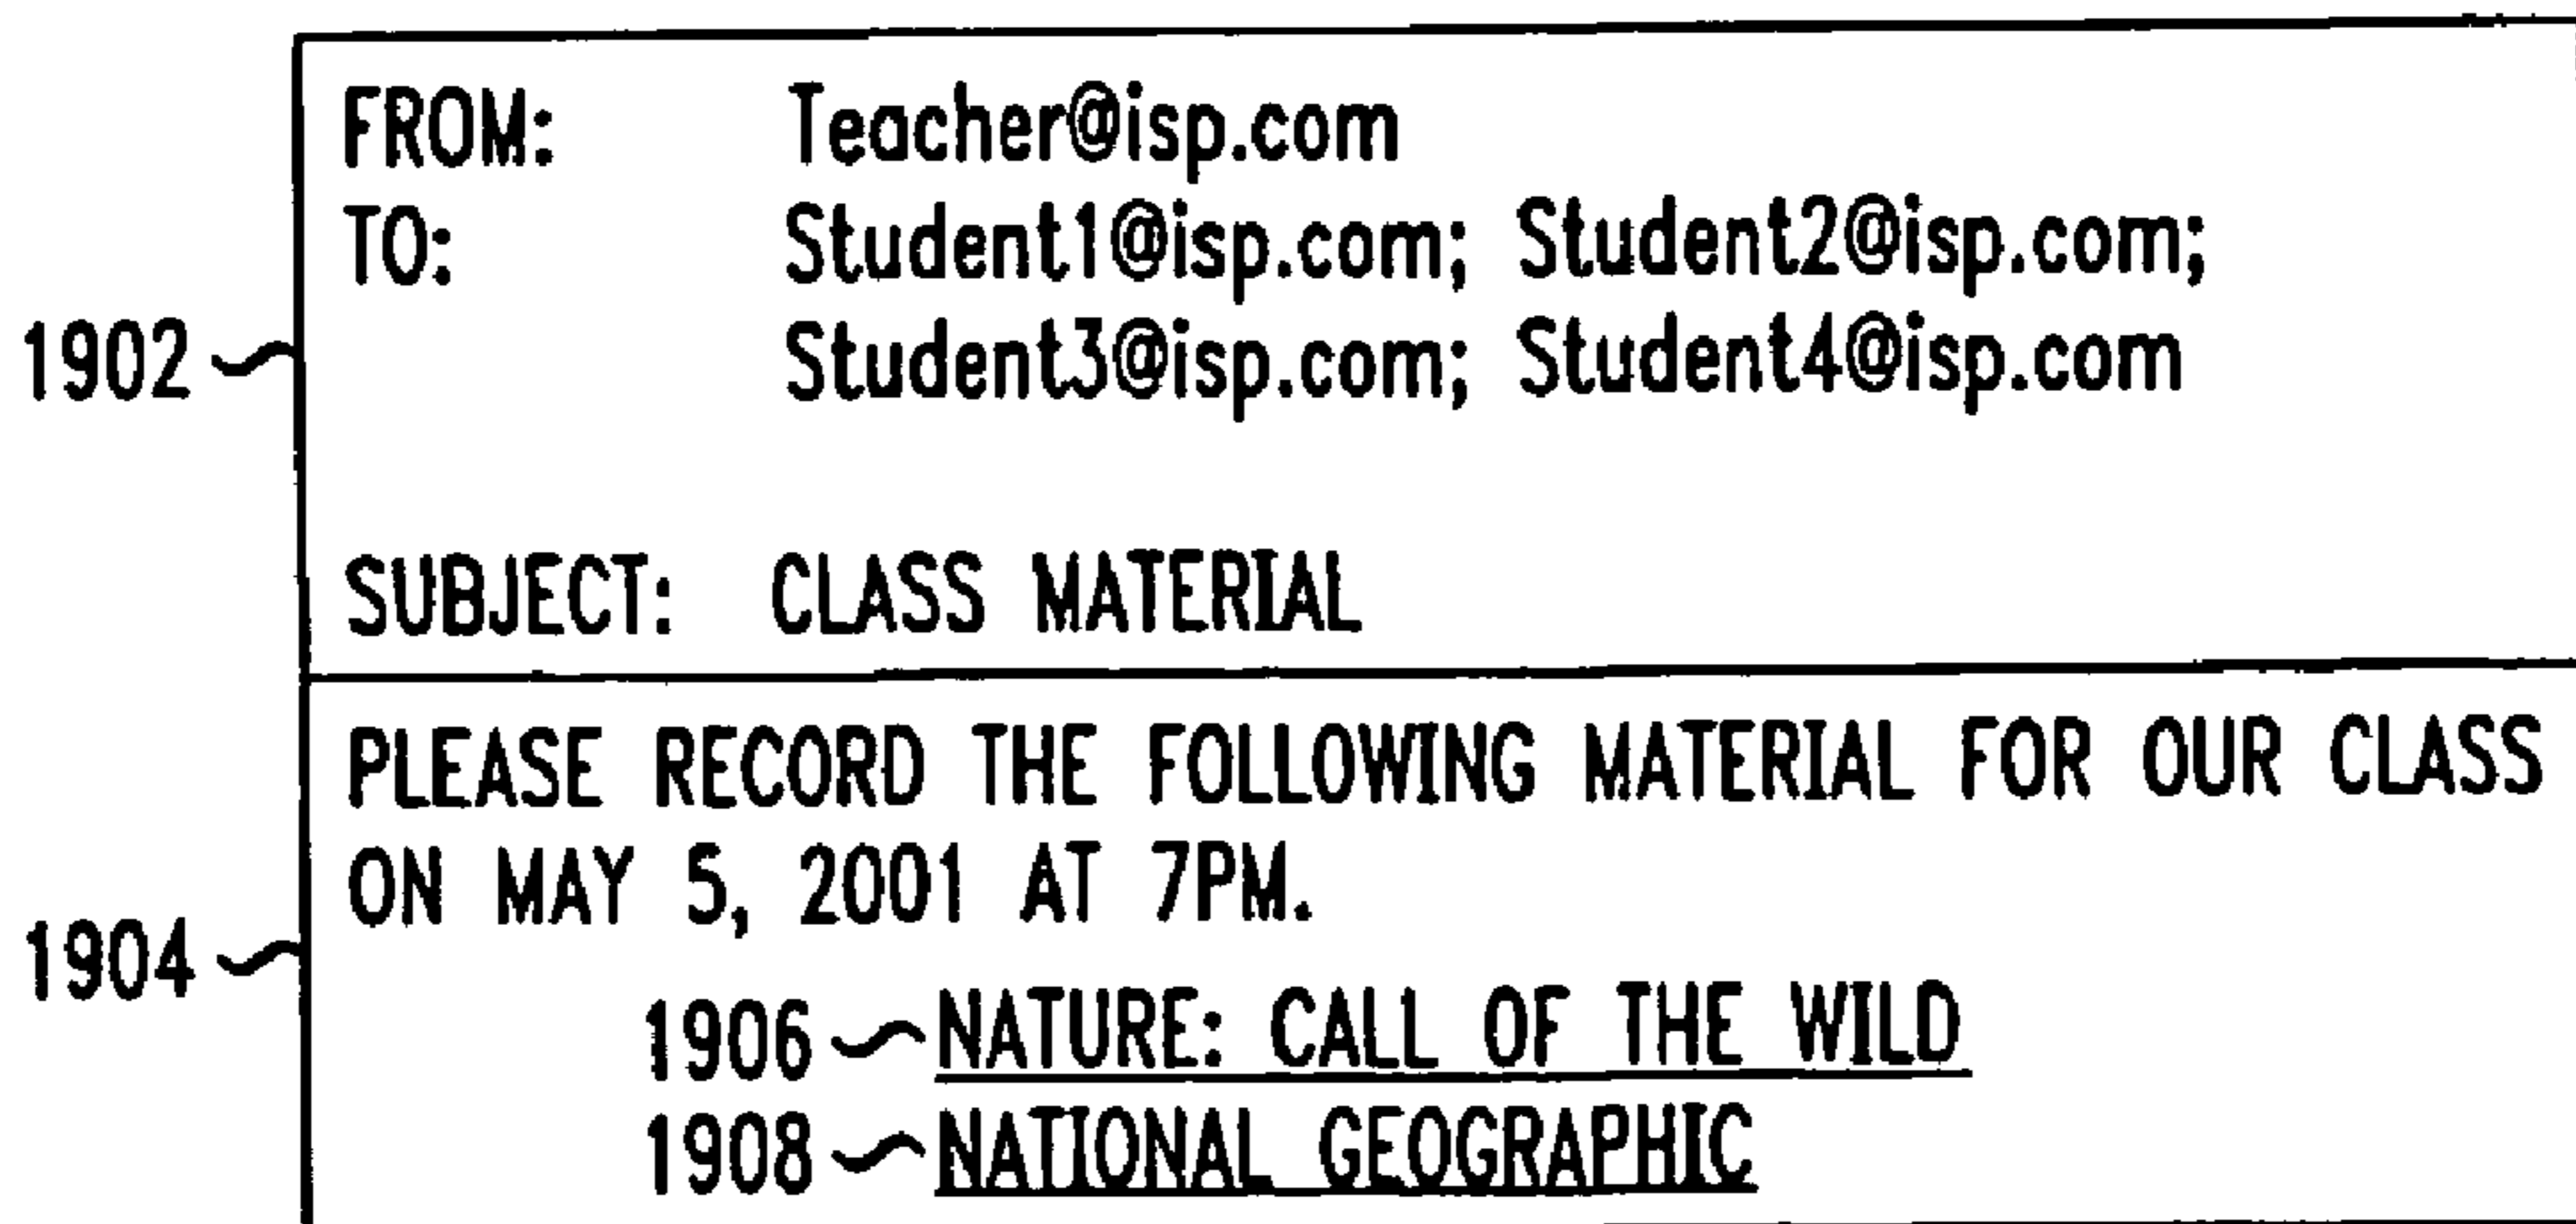 FROM: Teacher@isp.com
TO: Student1@isp.com; Student2@isp.com;
1902 Student3@isp.com; Student4@isp.com
SUBJECT: CLASS MATERIAL
PLEASE RECORD THE FOLLOWING MATERIAL FOR OUR CLASS
ON MAY 5, 2001 AT 7PM.
1904
1906 NATURE: CALL OF THE WILD
1908 NATIONAL GEOGRAPHIC